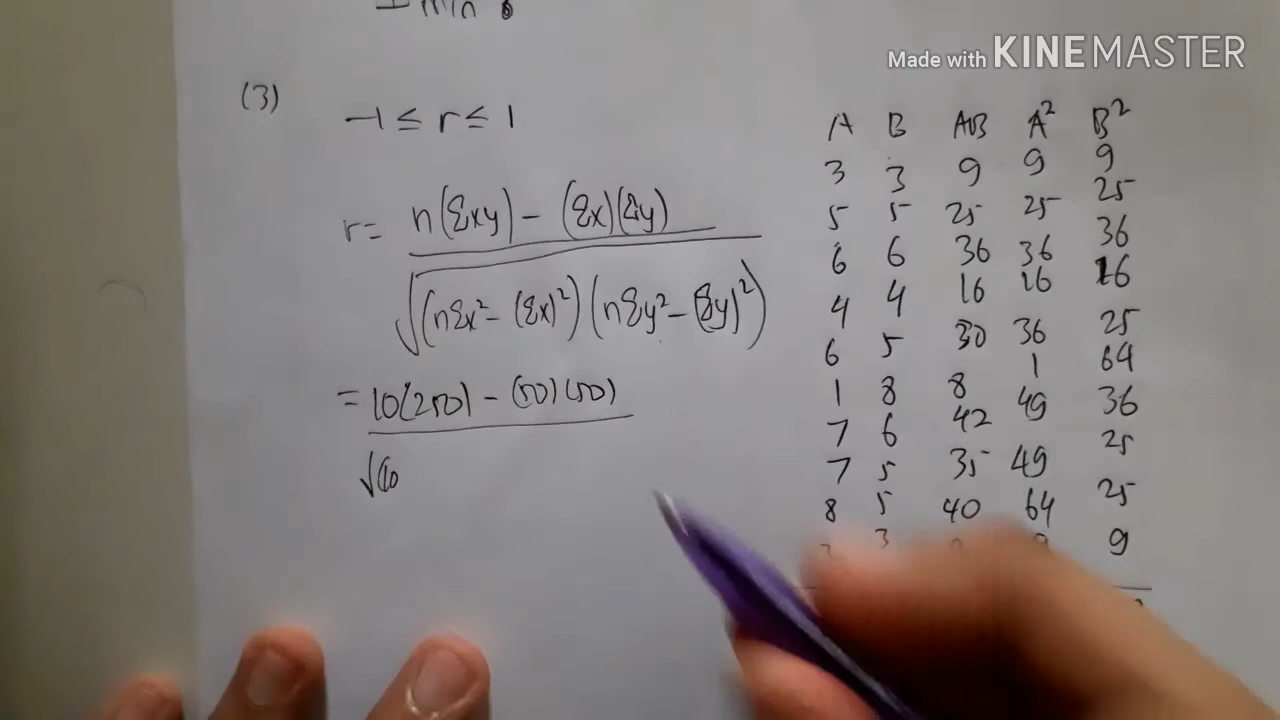 Made with KINEMASTER
(3)
-1 ≤ r ≤ 1
r = n(Σxy) - (Σx)(Σy)
√(nΣx² - (Σx)²)(nΣy² - (Σy)²)
= 10(250) - (50)(50)
√(10
A B AB A² B²
3 3 9 9 9
5 5 25 25 25
6 6 36 36 36
4 4 16 16 16
6 5 30 36 25
1 8 8 1 64
7 6 42 49 36
7 5 35 49 25
8 5 40 64 25
3 9